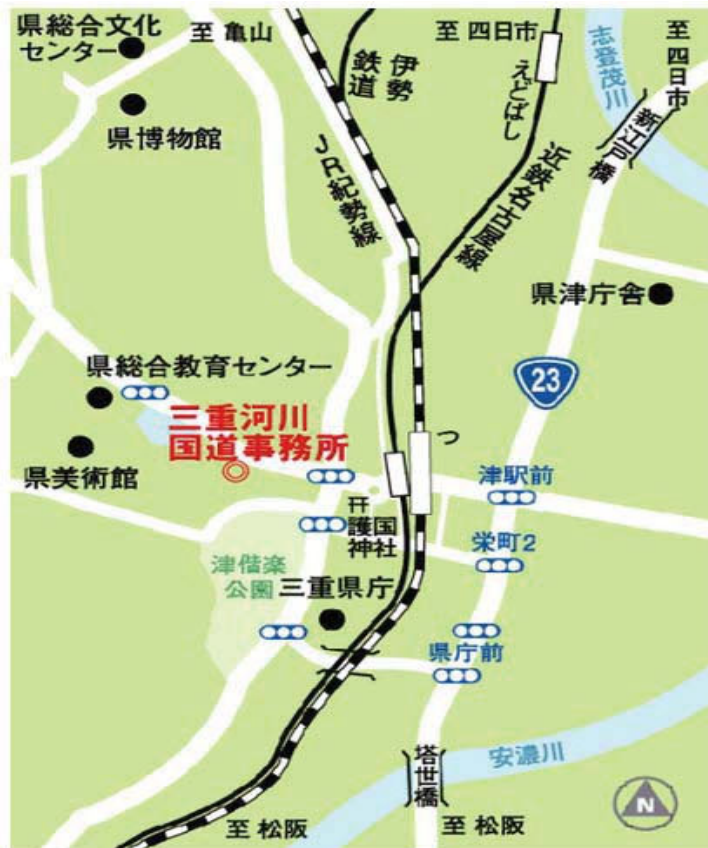 県総合文化
センター
至 亀山
伊勢
鉄道
至 四日市
えどばし
志登茂川
至 四日市
新江戸橋
県博物館
JR紀勢線
近鉄名古屋線
県津庁舎
23
県総合教育センター
三重河川
国道事務所
つ
県美術館
津駅前
护国
神社
栄町2
津偕楽
公園
三重県庁
県庁前
塔世橋
安濃川
至 松阪
至 松阪
N